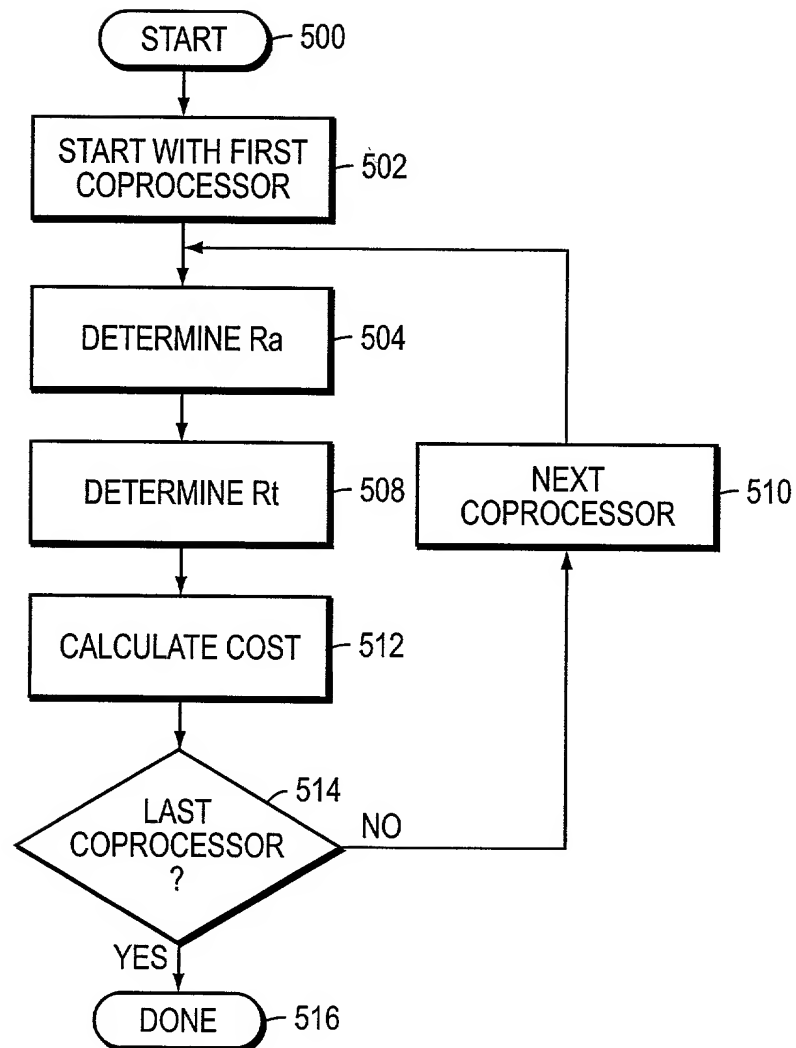 START
500
START WITH FIRST
COPROCESSOR
502
DETERMINE Ra
504
DETERMINE Rt
508
NEXT
COPROCESSOR
510
CALCULATE COST
512
LAST
COPROCESSOR
?
514
NO
YES
DONE
516